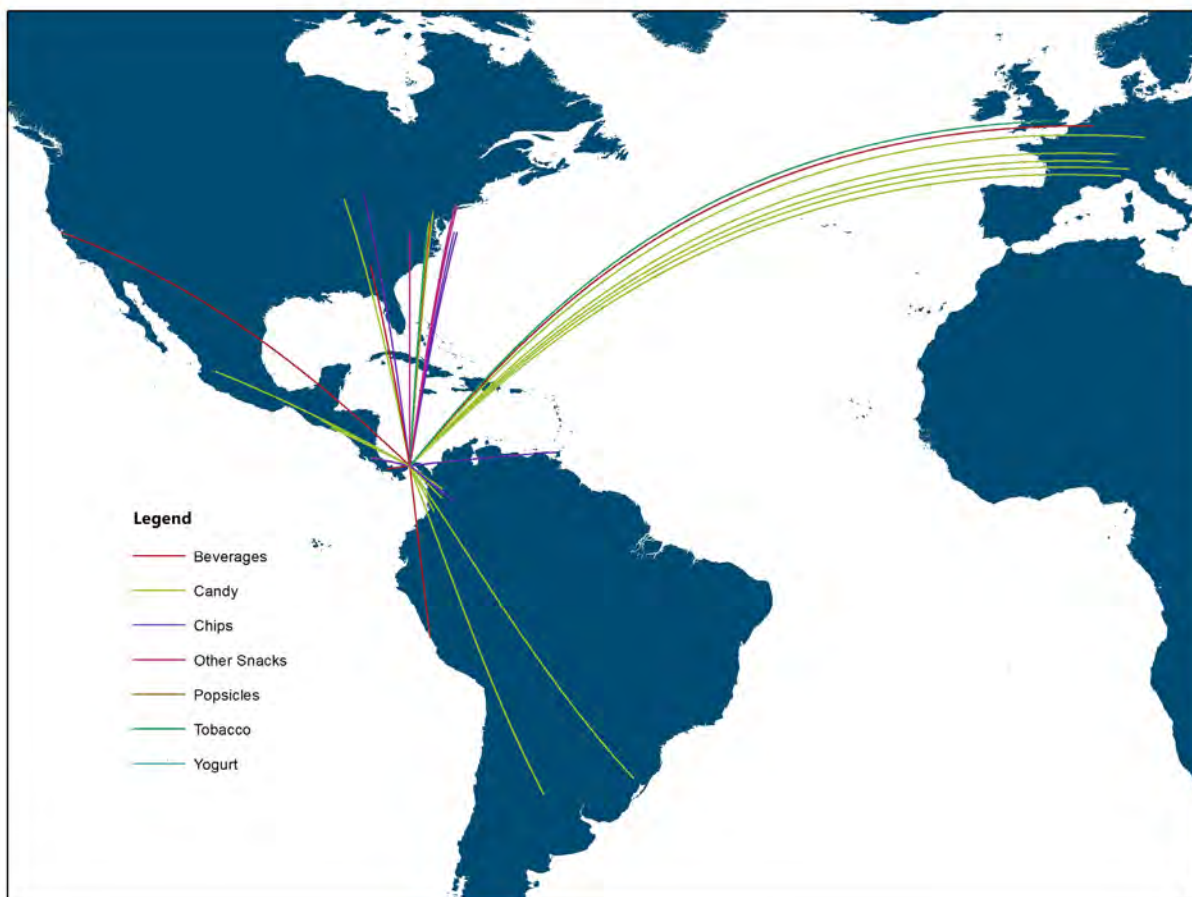 Legend
Beverages
Candy
Chips
Other Snacks
Popsicles
Tobacco
Yogurt